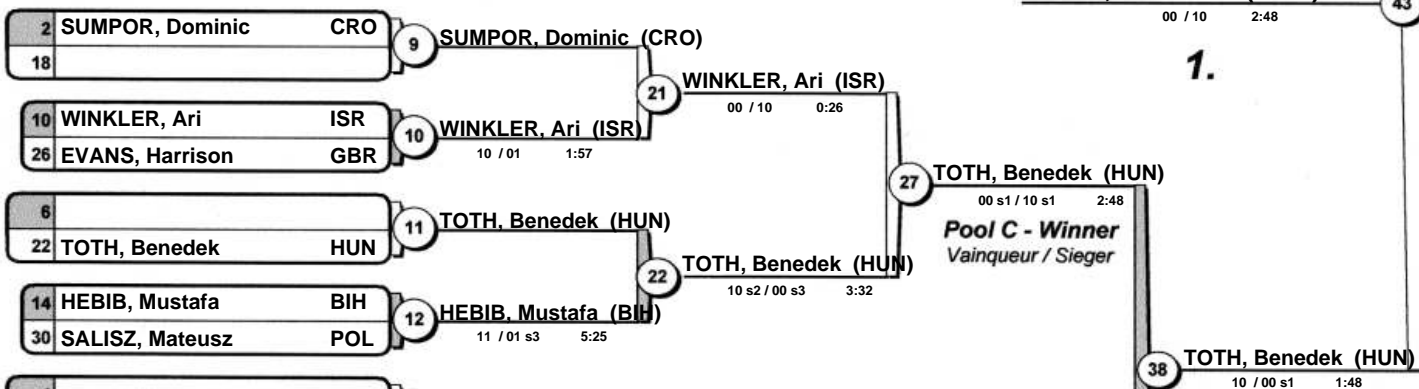 00 / 10 2:48
43
1.
2 SUMPOR, Dominic CRO
18
9
SUMPOR, Dominic (CRO)
10 WINKLER, Ari ISR
26 EVANS, Harrison GBR
10
WINKLER, Ari (ISR)
10 / 01 1:57
21
WINKLER, Ari (ISR)
00 / 10 0:26
6
22 TOTH, Benedek HUN
11
TOTH, Benedek (HUN)
14 HEBIB, Mustafa BIH
30 SALISZ, Mateusz POL
12
HEBIB, Mustafa (BIH)
11 / 01 s3 5:25
22
TOTH, Benedek (HUN)
10 s2 / 00 s3 3:32
27
TOTH, Benedek (HUN)
00 s1 / 10 s1 2:48
Pool C - Winner
Vainqueur / Sieger
38
TOTH, Benedek (HUN)
10 / 00 s1 1:48